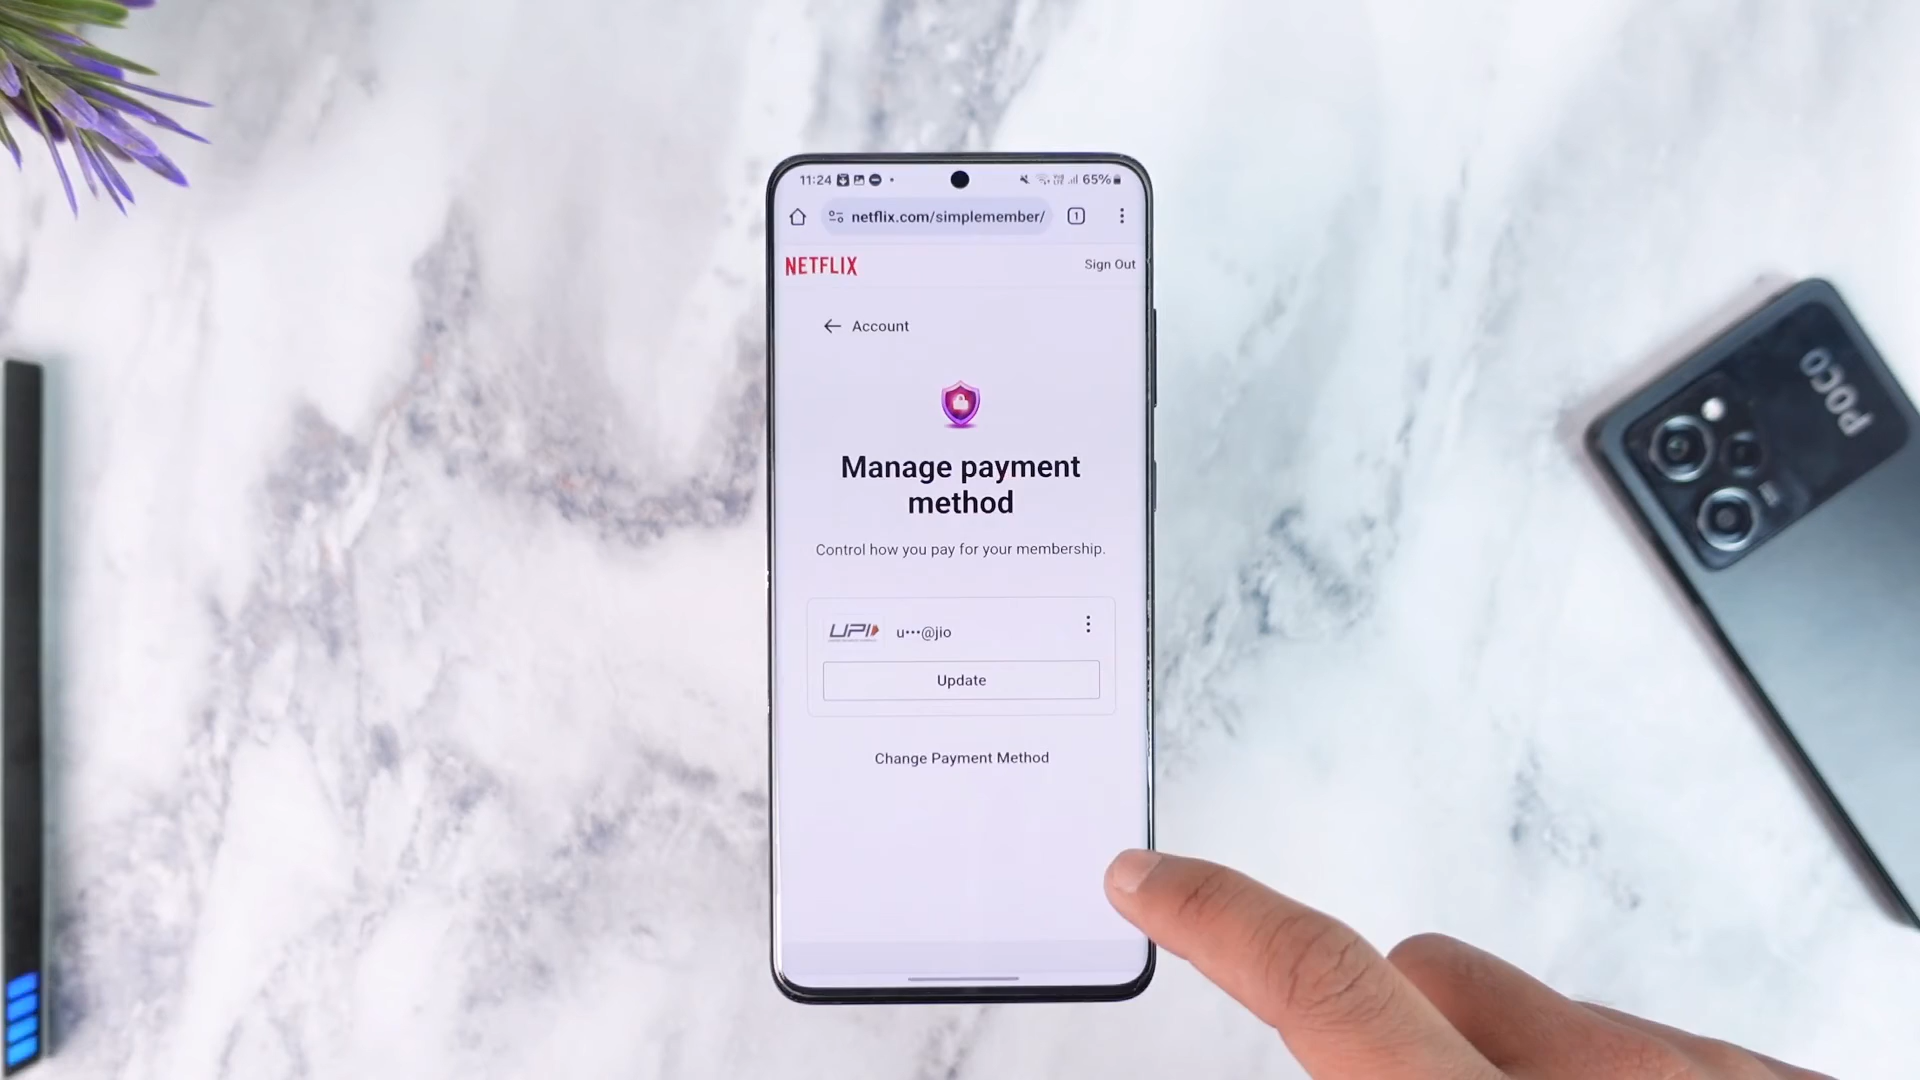 11:24
65%
netflix.com/simplemember/
1
NETFLIX
Sign Out
Account
Manage payment
method
Control how you pay for your membership.
UPI
u•••@jio
Update
Change Payment Method
POCO